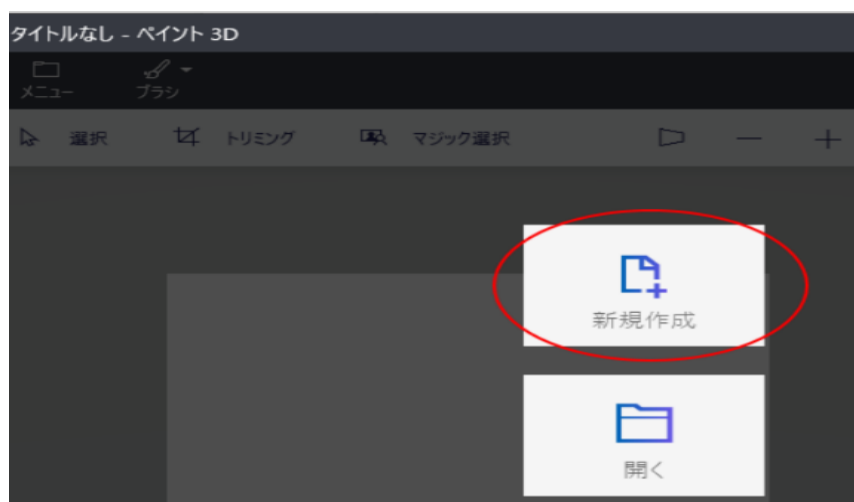 タイトルなし - ペイント 3D
メニュー ブラシ
選択 トリミング マジック選択
新規作成
開く